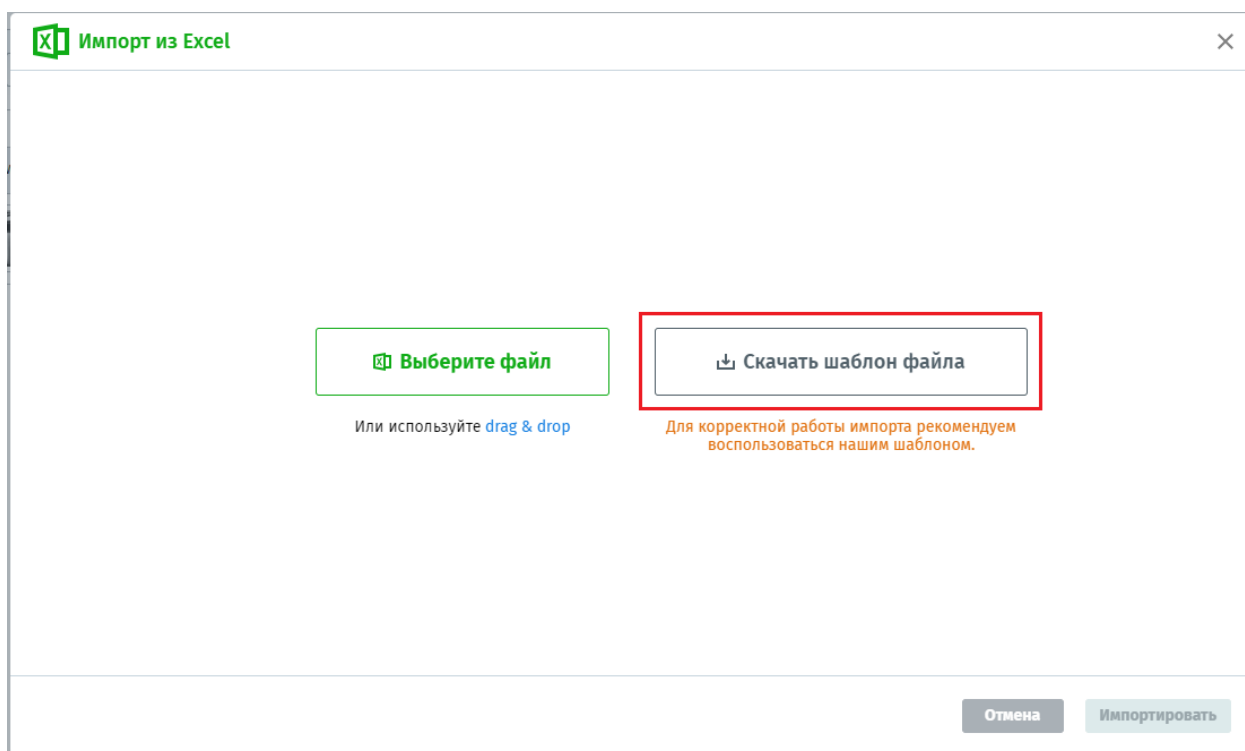 Импорт из Excel
Выберите файл
Скачать шаблон файла
Или используйте drag & drop
Для корректной работы импорта рекомендуем
воспользоваться нашим шаблоном.
Отмена
Импортировать